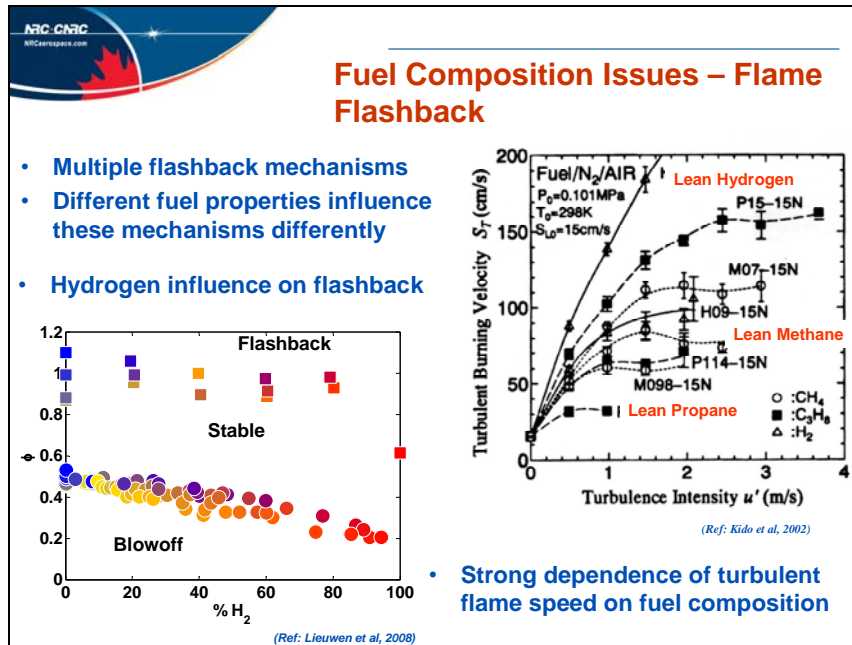 NRC-CNRC
NRCaerospace.com
Fuel Composition Issues – Flame
Flashback
• Multiple flashback mechanisms
• Different fuel properties influence
these mechanisms differently
• Hydrogen influence on flashback
1.2
1
0.8
0.6
0.4
0.2
0
ϕ
Flashback
Stable
Blowoff
0 20 40 60 80 100
% H2
(Ref: Lieuwen et al, 2008)
200
150
100
50
0
Turbulent Burning Velocity ST (cm/s)
Fuel/N2/AIR
P0=0.101MPa
T0=298K
SL0=15cm/s
Lean Hydrogen
P15–15N
M07–15N
H09–15N
Lean Methane
P114–15N
M098–15N
Lean Propane
○ :CH4
■ :C3H8
△ :H2
0 1 2 3 4
Turbulence Intensity u' (m/s)
(Ref: Kido et al, 2002)
• Strong dependence of turbulent
flame speed on fuel composition